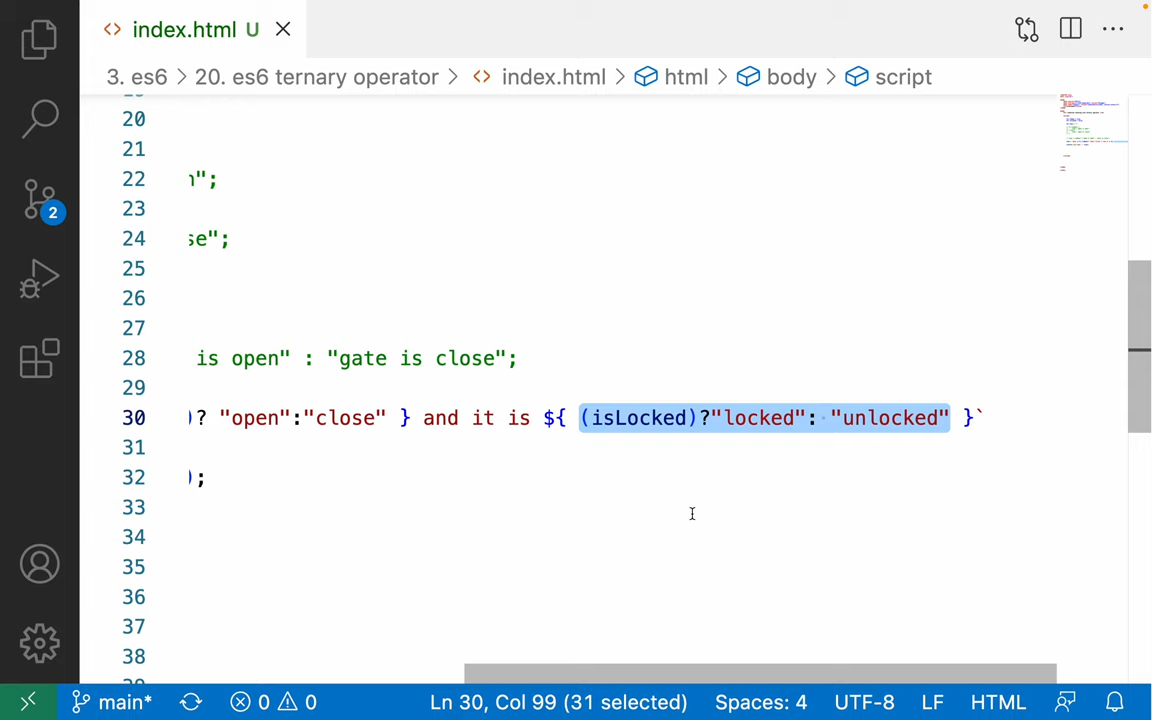 index.html U
3. es6 > 20. es6 ternary operator > index.html > html > body > script
20
21
22 ";
23
24 se";
25
26
27
28 is open" : "gate is close";
29
30 )? "open":"close" } and it is ${ (isLocked)?"locked": "unlocked" }`
31
32 );
33
34
35
36
37
38
2
main* 0 0 Ln 30, Col 99 (31 selected) Spaces: 4 UTF-8 LF HTML